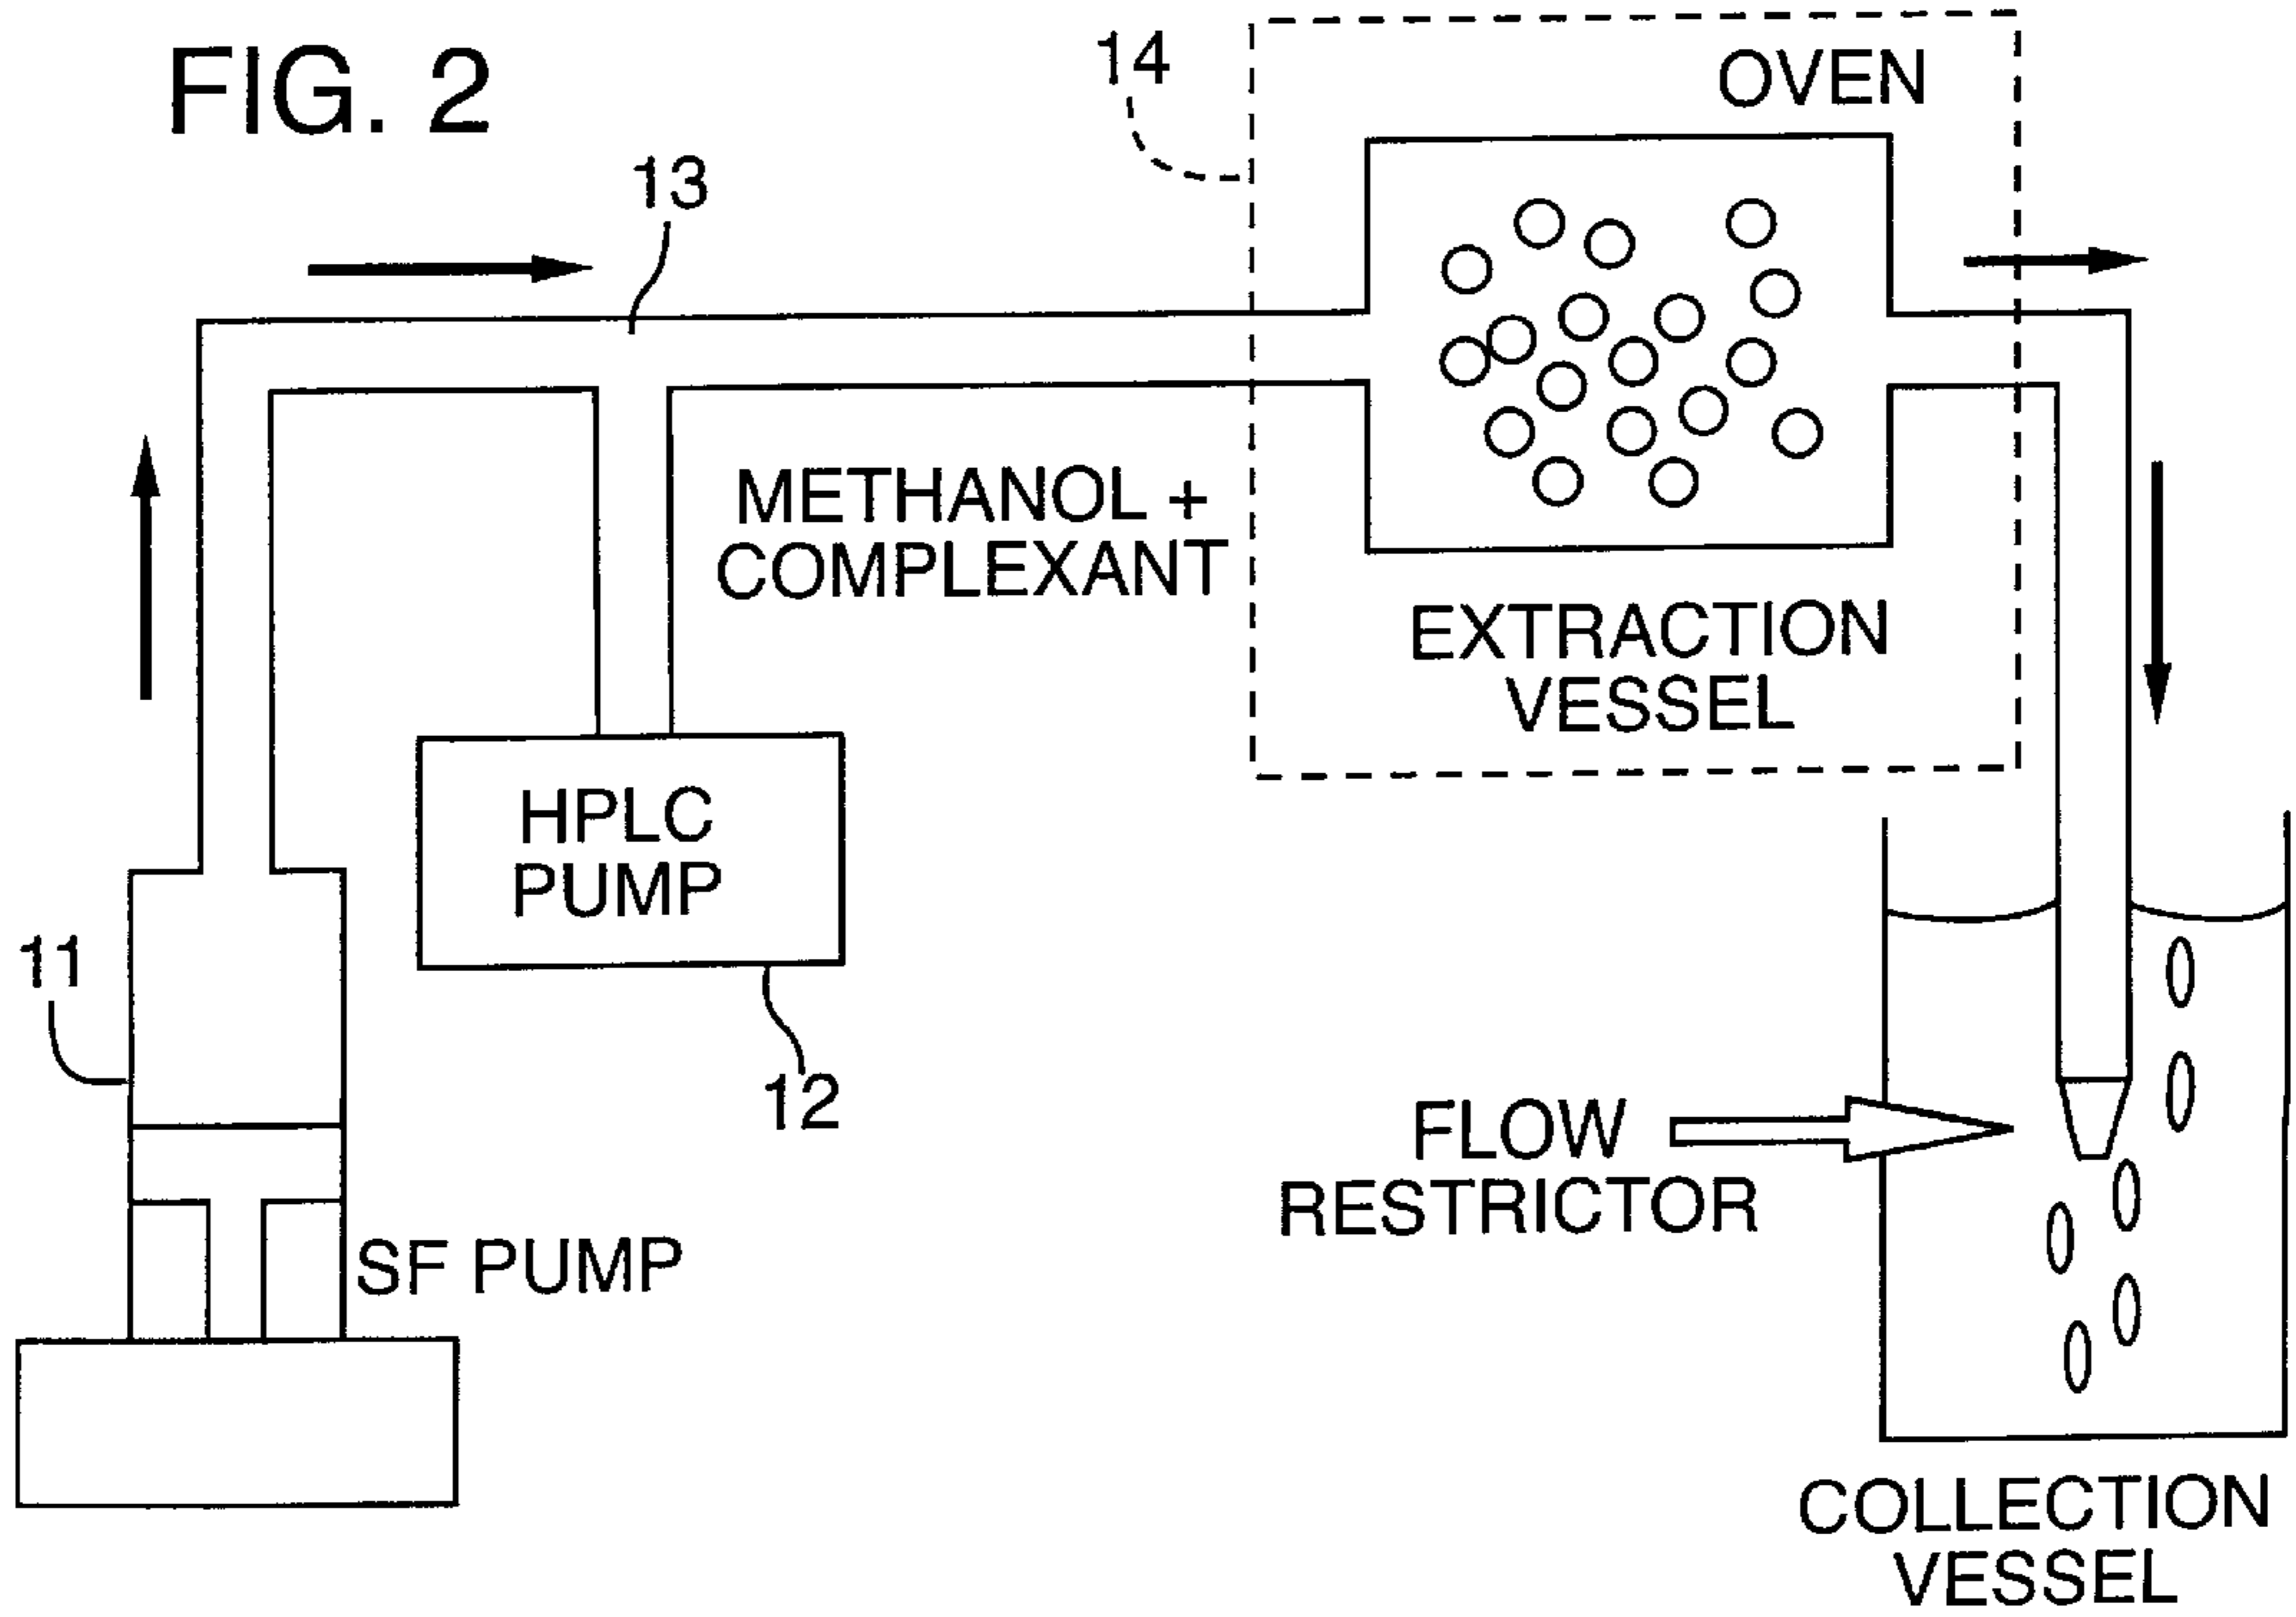 FIG. 2
14
OVEN
13
METHANOL +
COMPLEXANT
EXTRACTION
VESSEL
HPLC
PUMP
11
12
FLOW
RESTRICTOR
SF PUMP
COLLECTION
VESSEL